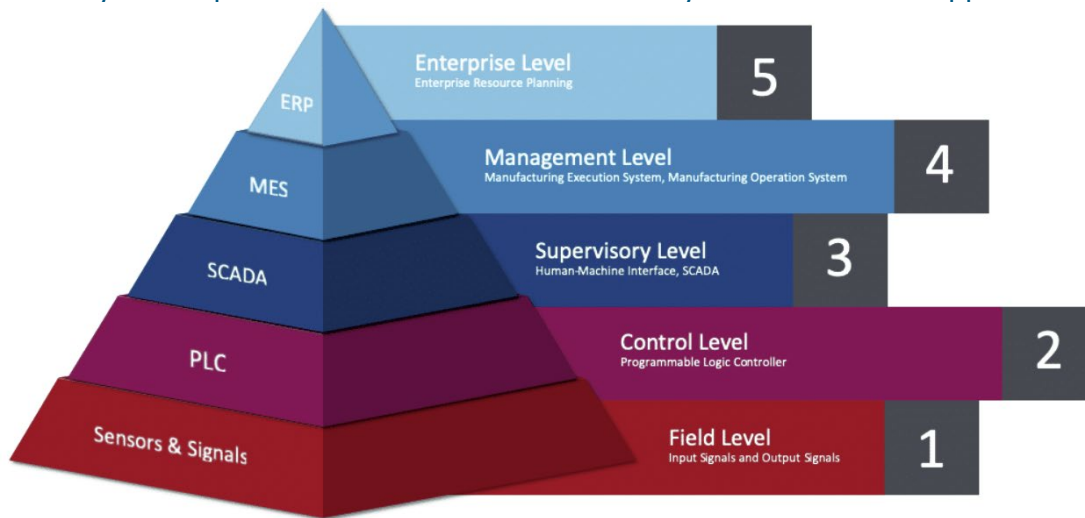 ERP
Enterprise Level
Enterprise Resource Planning
5
MES
Management Level
Manufacturing Execution System, Manufacturing Operation System
4
SCADA
Supervisory Level
Human-Machine Interface, SCADA
3
PLC
Control Level
Programmable Logic Controller
2
Sensors & Signals
Field Level
Input Signals and Output Signals
1